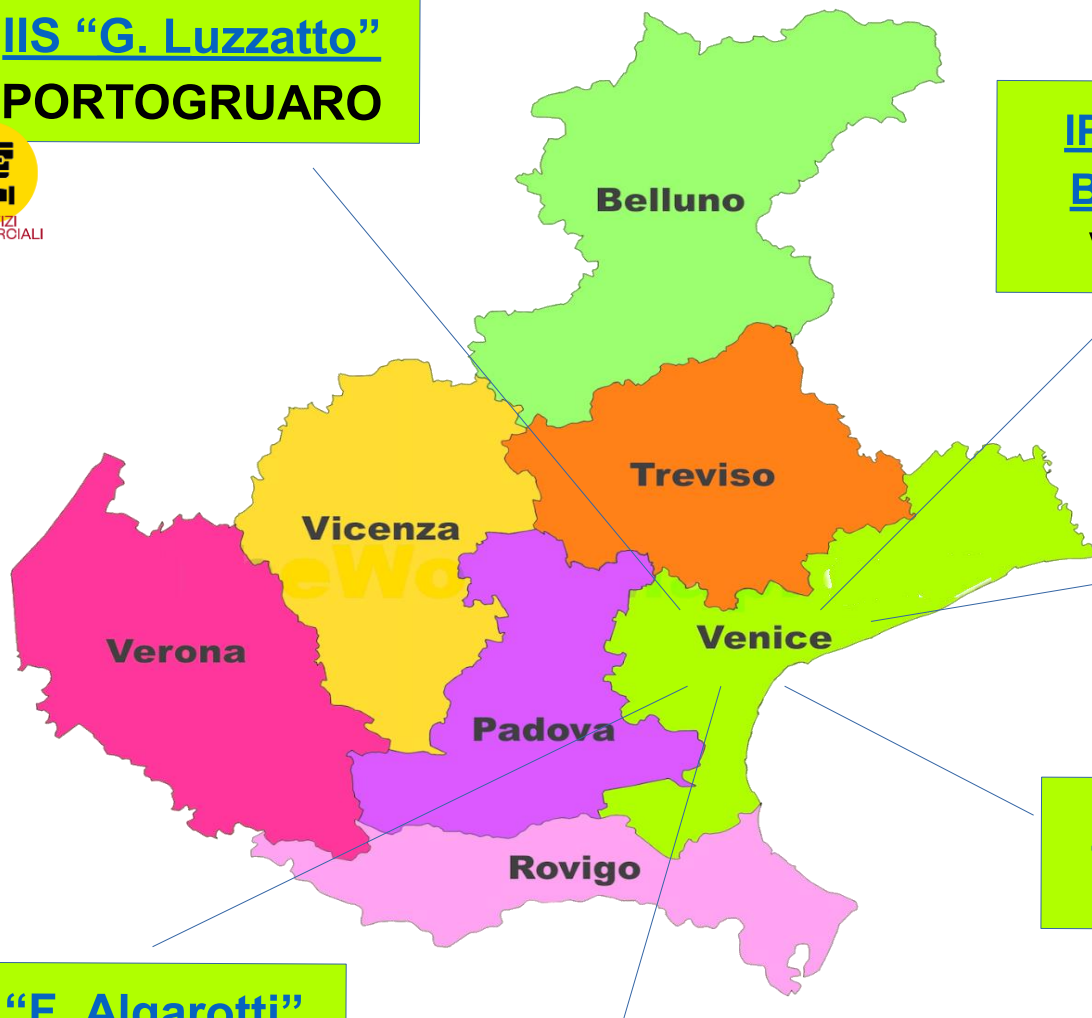 IIS “G. Luzzatto”
PORTOGRUARO
Belluno
Treviso
Vicenza
Verona
Venice
Padova
Rovigo
“F. Algarotti”